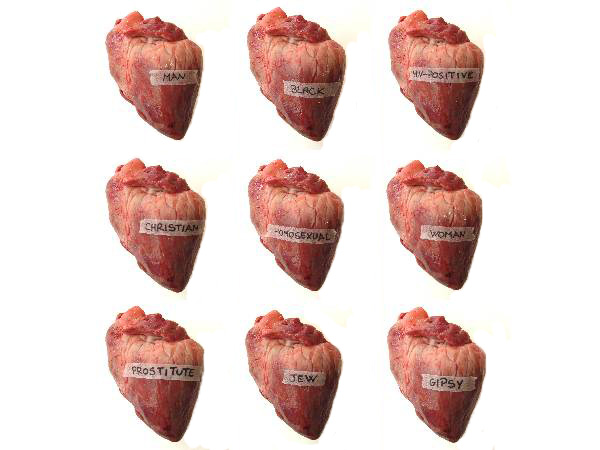 MAN
BLACK
HIV-POSITIVE
CHRISTIAN
HOMOSEXUAL
WOMAN
PROSTITUTE
JEW
GIPSY